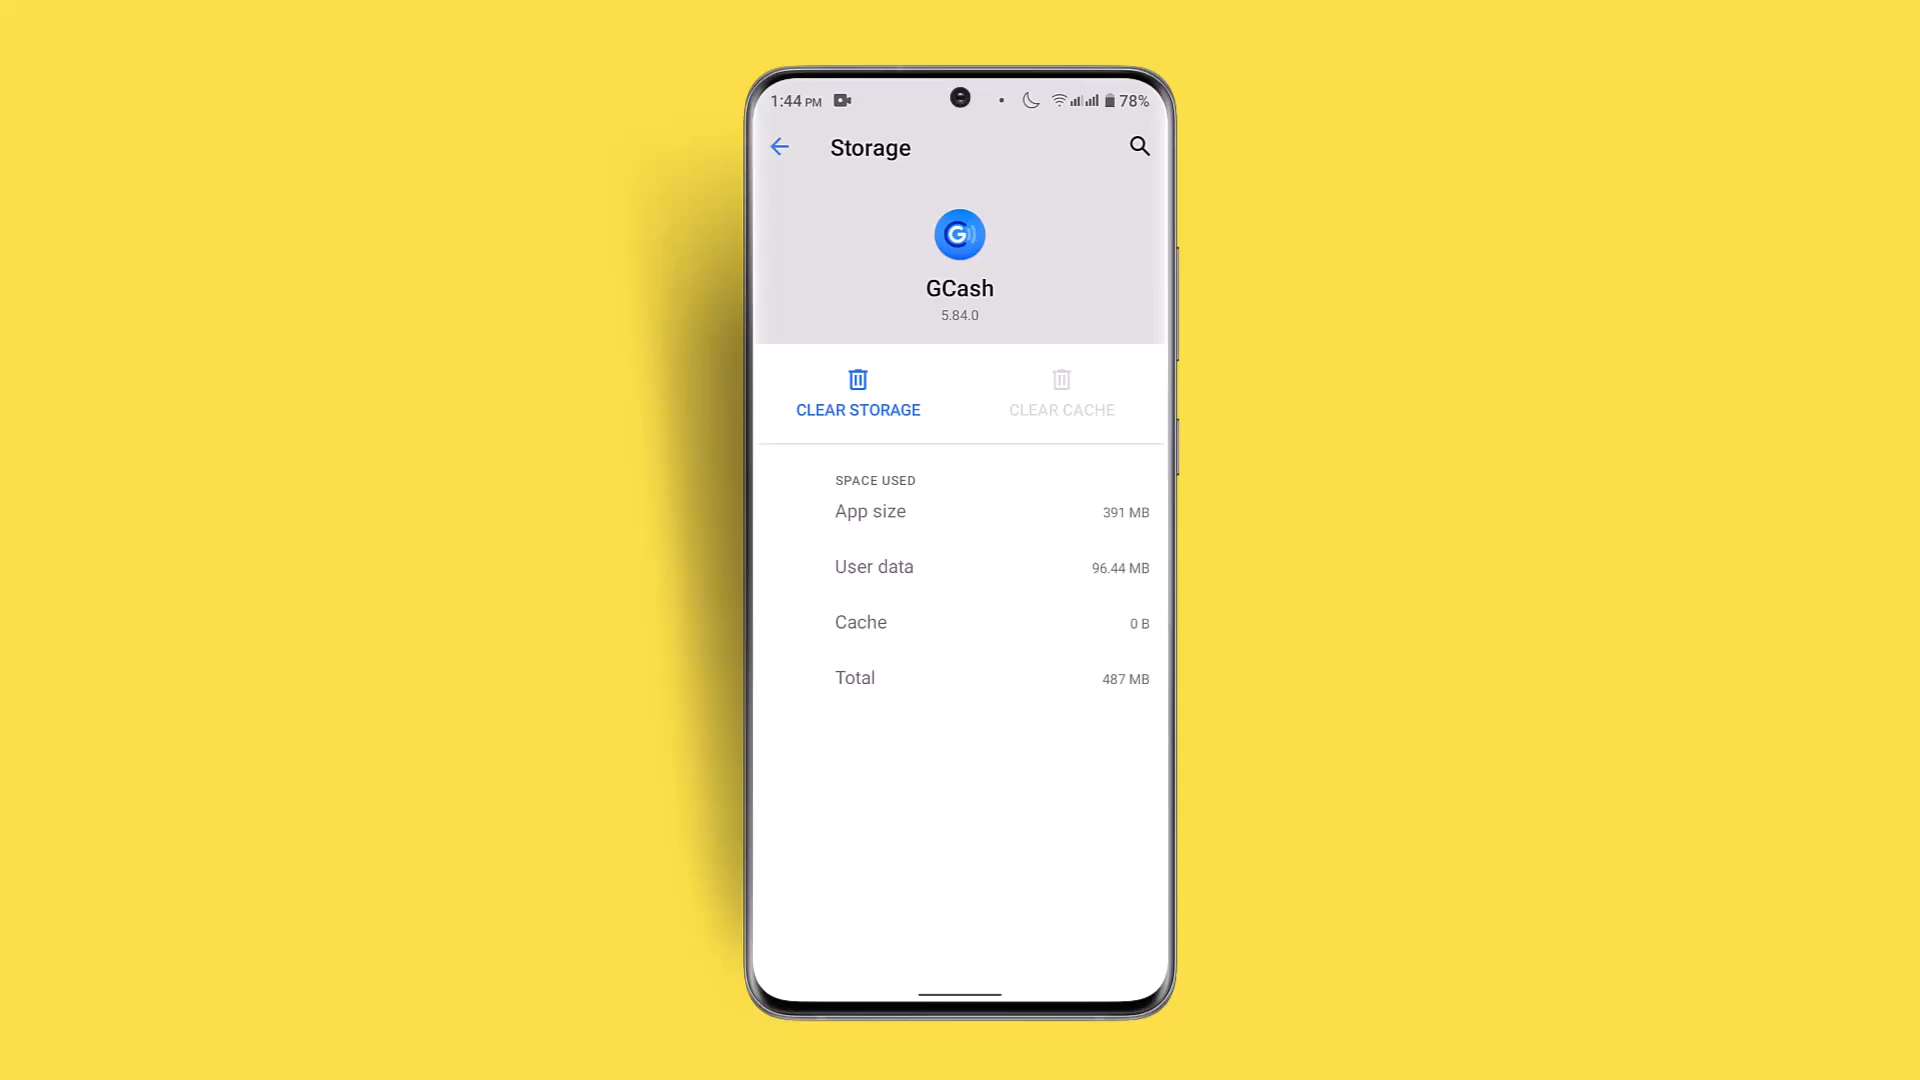 1:44 PM 78%
Storage
G
GCash
5.84.0
CLEAR STORAGE CLEAR CACHE
SPACE USED
App size 391 MB
User data 96.44 MB
Cache 0 B
Total 487 MB